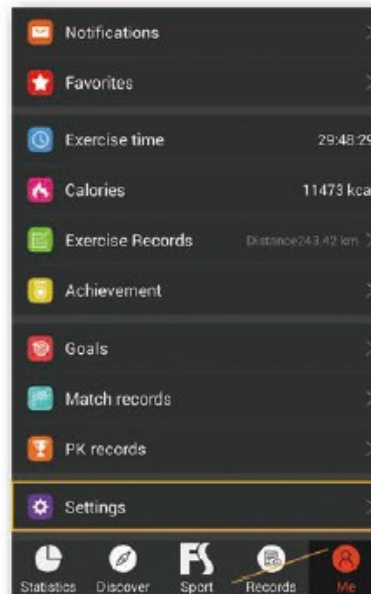 Notifications
Favorites
Exercise time 29:48:29
Calories 11473 kca
Exercise Records Distance243.42 km
Achievement
Goals
Match records
PK records
Settings
FS
Statistics Discover Sport Records Me